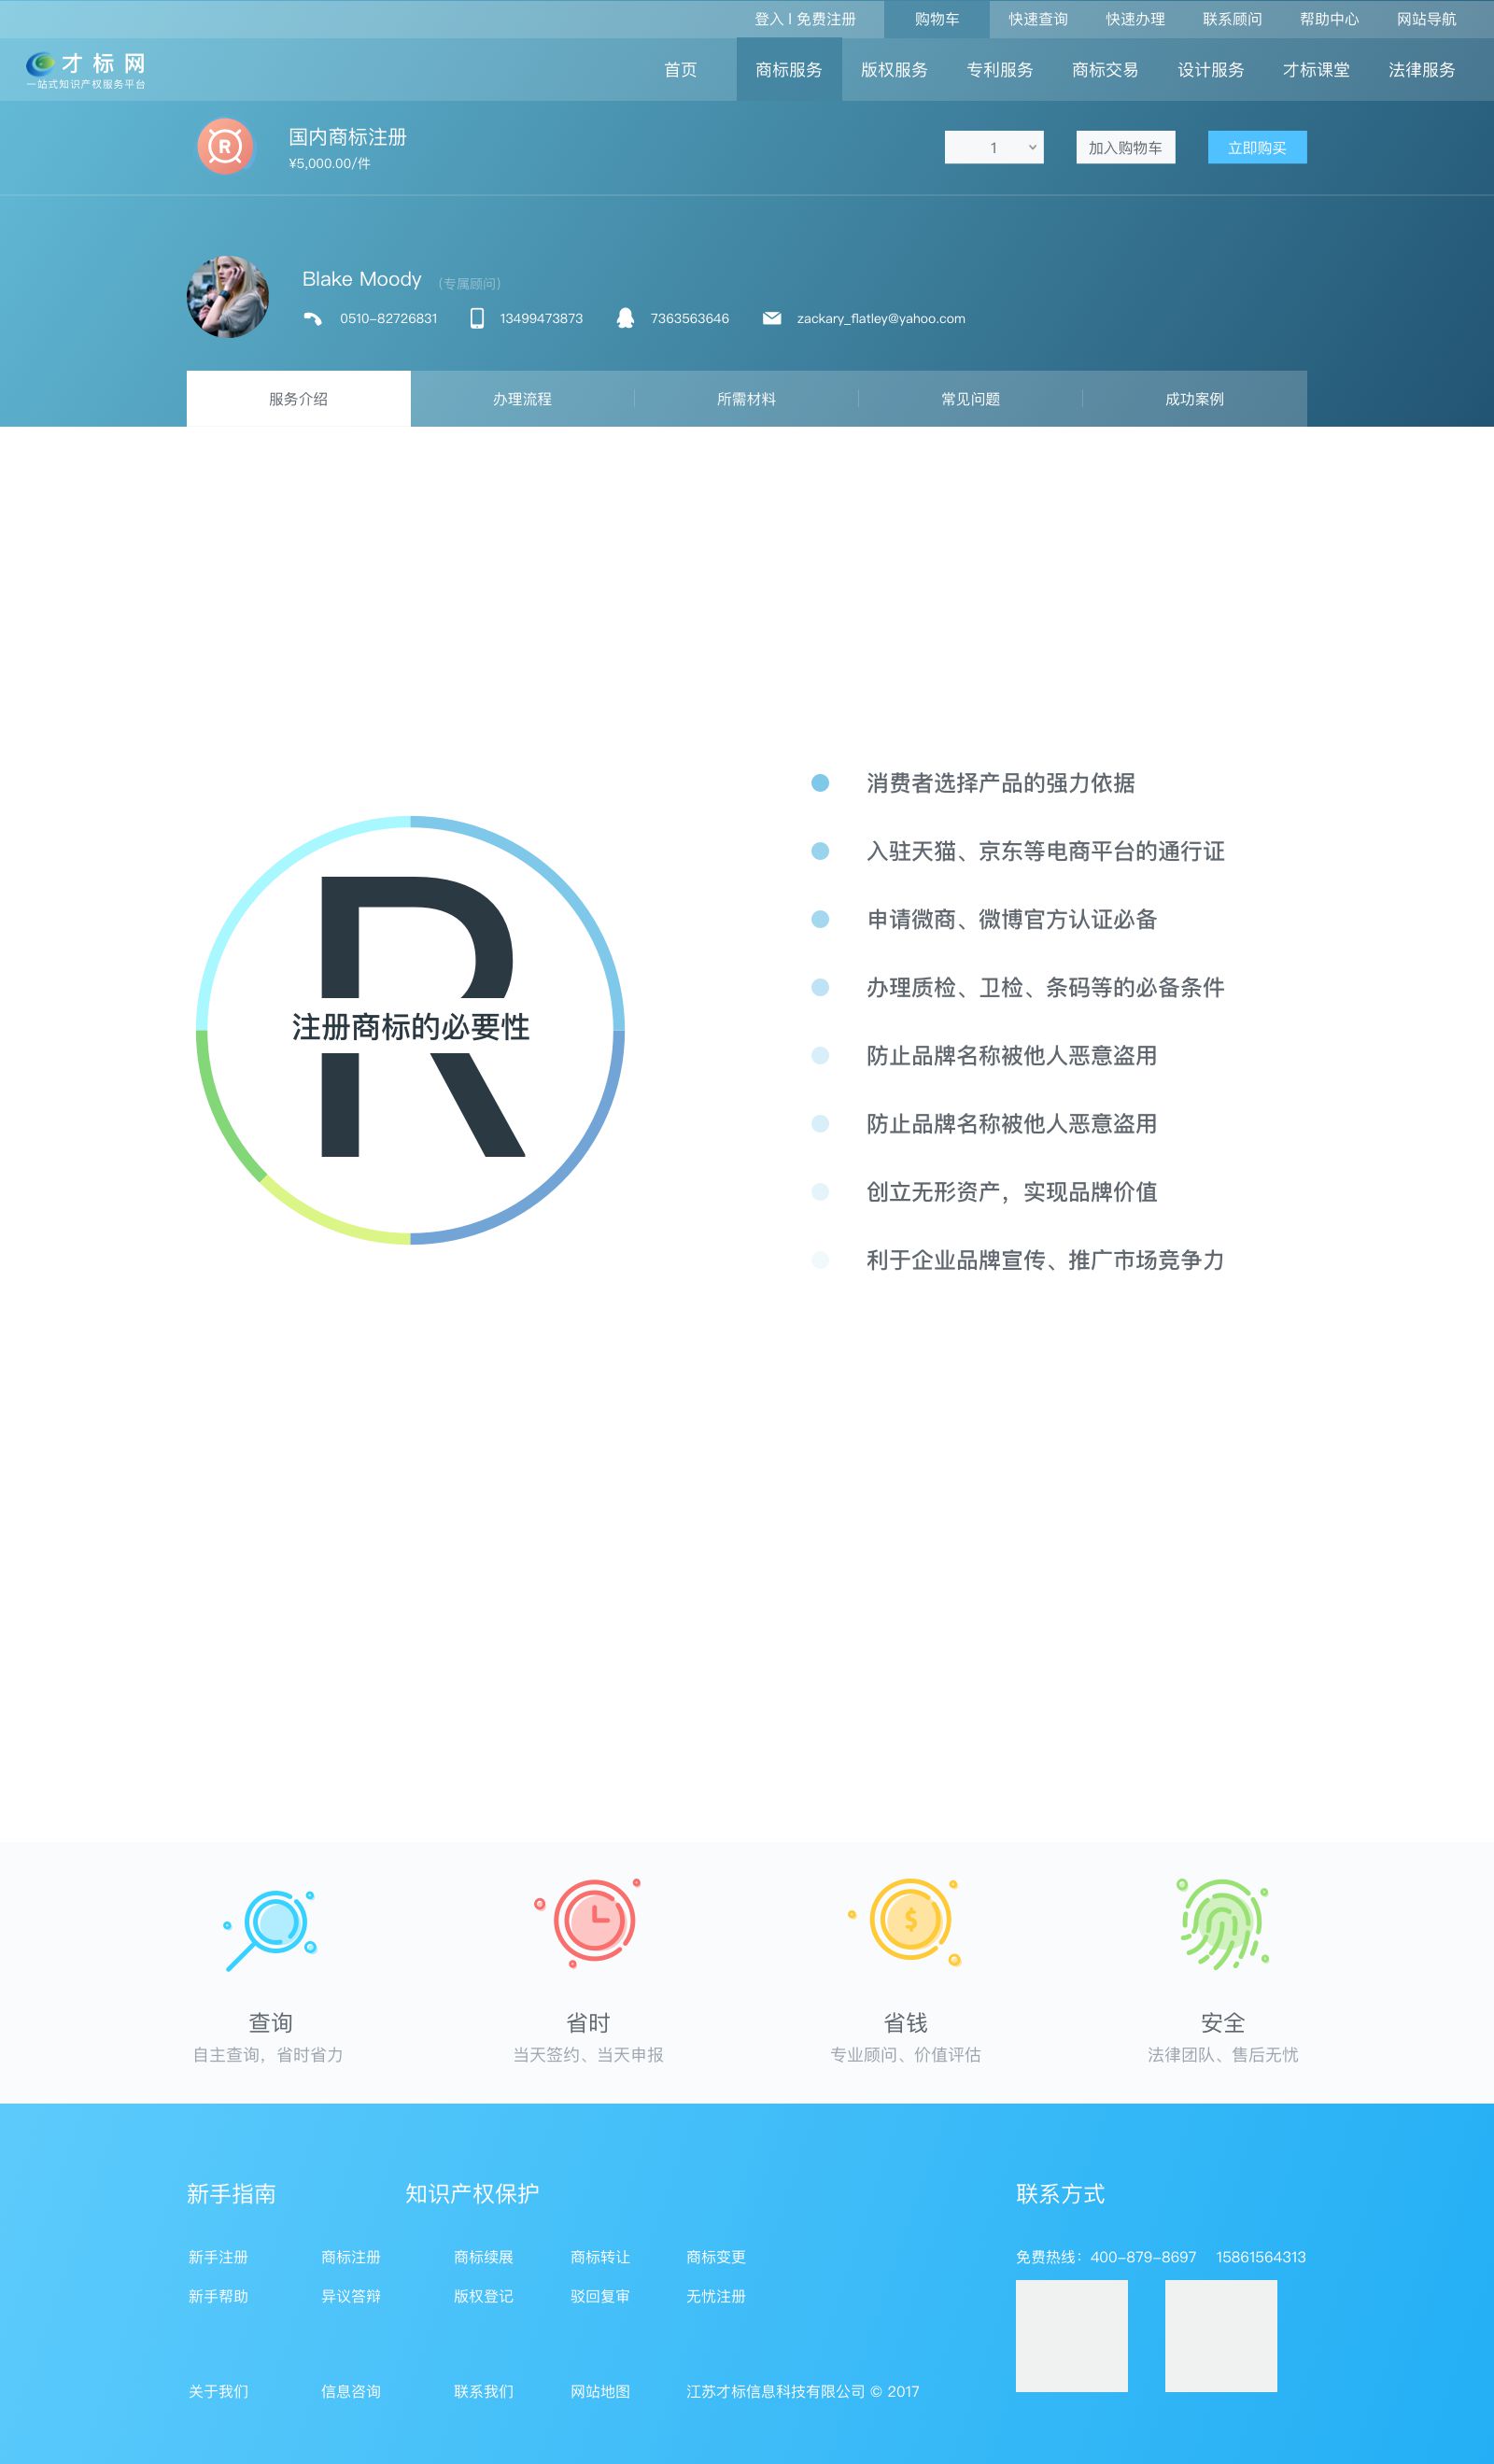 登入 | 免费注册 购物车 快速查询 快速办理 联系顾问 帮助中心 网站导航
才标网
一站式知识产权服务平台
首页 商标服务 版权服务 专利服务 商标交易 设计服务 才标课堂 法律服务
R
国内商标注册
¥5,000.00/件
1 加入购物车 立即购买
Blake Moody (专属顾问)
0510-82726831 13499473873 7363563646 zackary_flatley@yahoo.com
服务介绍 办理流程 所需材料 常见问题 成功案例
R
注册商标的必要性
消费者选择产品的强力依据
入驻天猫、京东等电商平台的通行证
申请微商、微博官方认证必备
办理质检、卫检、条码等的必备条件
防止品牌名称被他人恶意盗用
防止品牌名称被他人恶意盗用
创立无形资产，实现品牌价值
利于企业品牌宣传、推广市场竞争力
$
查询 省时 省钱 安全
自主查询，省时省力 当天签约、当天申报 专业顾问、价值评估 法律团队、售后无忧
新手指南 知识产权保护 联系方式
新手注册 商标注册 商标续展 商标转让 商标变更 免费热线：400-879-8697 15861564313
新手帮助 异议答辩 版权登记 驳回复审 无忧注册
关于我们 信息咨询 联系我们 网站地图 江苏才标信息科技有限公司 © 2017